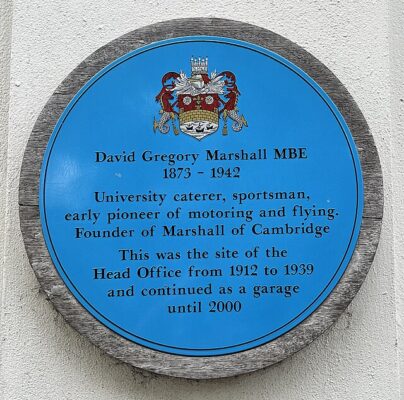 David Gregory Marshall MBE
1873 - 1942
University caterer, sportsman,
early pioneer of motoring and flying.
Founder of Marshall of Cambridge
This was the site of the
Head Office from 1912 to 1939
and continued as a garage
until 2000